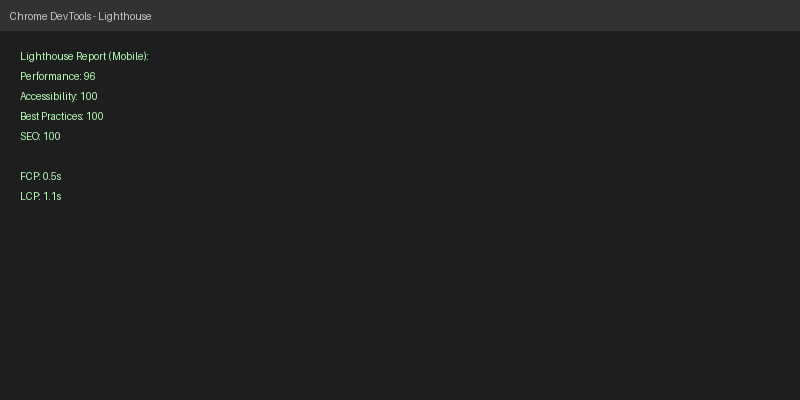 Chrome DevTools - Lighthouse
Lighthouse Report (Mobile):
Performance: 96
Accessibility: 100
Best Practices: 100
SEO: 100
FCP: 0.5s
LCP: 1.1s